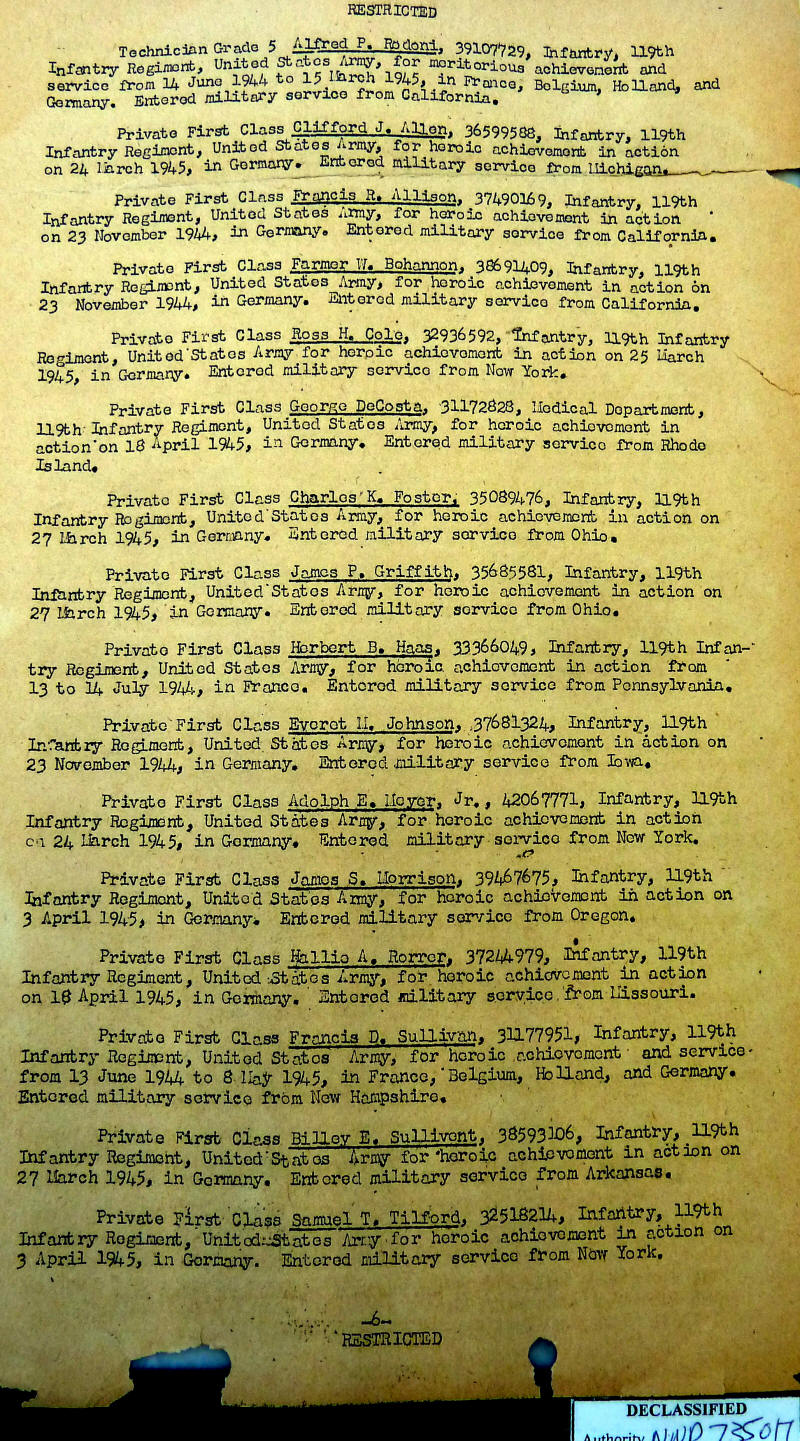 RESTRICTED
Technician Grade 5 Alfred P. Rodoni, 39107729, Infantry, 119th
Infantry Regiment, United States Army, for meritorious achievement and
service from 14 June 1944 to 15 March 1945, in France, Belgium, Holland, and
Germany. Entered military service from California.
Private First Class Clifford J. Allen, 36599588, Infantry, 119th
Infantry Regiment, United States Army, for heroic achievement in action
on 24 March 1945, in Germany. Entered military service from Michigan.
Private First Class Francis R. Allison, 37490169, Infantry, 119th
Infantry Regiment, United States Army, for heroic achievement in action
on 23 November 1944, in Germany. Entered military service from California.
Private First Class Farmer W. Bohannon, 38691409, Infantry, 119th
Infantry Regiment, United States Army, for heroic achievement in action on
23 November 1944, in Germany. Entered military service from California.
Private First Class Ross H. Cole, 32936592, Infantry, 119th Infantry
Regiment, United States Army for heroic achievement in action on 25 March
1945, in Germany. Entered military service from New York.
Private First Class George DeCosta, 31172828, Medical Department,
119th Infantry Regiment, United States Army, for heroic achievement in
action on 18 April 1945, in Germany. Entered military service from Rhode
Island.
Private First Class Charles K. Foster, 35089476, Infantry, 119th
Infantry Regiment, United States Army, for heroic achievement in action on
27 March 1945, in Germany. Entered military service from Ohio.
Private First Class James P. Griffith, 35685581, Infantry, 119th
Infantry Regiment, United States Army, for heroic achievement in action on
27 March 1945, in Germany. Entered military service from Ohio.
Private First Class Herbert B. Haas, 33366049, Infantry, 119th Infan-
try Regiment, United States Army, for heroic achievement in action from
13 to 14 July 1944, in France. Entered military service from Pennsylvania.
Private First Class Everet M. Johnson, 37681324, Infantry, 119th
Infantry Regiment, United States Army, for heroic achievement in action on
23 November 1944, in Germany. Entered military service from Iowa.
Private First Class Adolph E. Meyer, Jr., 42067771, Infantry, 119th
Infantry Regiment, United States Army, for heroic achievement in action
on 24 March 1945, in Germany. Entered military service from New York.
Private First Class James S. Morrison, 39467675, Infantry, 119th
Infantry Regiment, United States Army, for heroic achievement in action on
3 April 1945, in Germany. Entered military service from Oregon.
Private First Class Hallie A. Rorrer, 37244979, Infantry, 119th
Infantry Regiment, United States Army, for heroic achievement in action
on 18 April 1945, in Germany. Entered military service from Missouri.
Private First Class Francis D. Sullivan, 31177951, Infantry, 119th
Infantry Regiment, United States Army, for heroic achievement and service
from 13 June 1944 to 8 May 1945, in France, Belgium, Holland, and Germany.
Entered military service from New Hampshire.
Private First Class Billey E. Sullivent, 38593106, Infantry, 119th
Infantry Regiment, United States Army for heroic achievement in action on
27 March 1945, in Germany. Entered military service from Arkansas.
Private First Class Samuel T. Tilford, 32518214, Infantry, 119th
Infantry Regiment, United States Army for heroic achievement in action on
3 April 1945, in Germany. Entered military service from New York.
-6-
RESTRICTED
DECLASSIFIED
Authority NND 735017